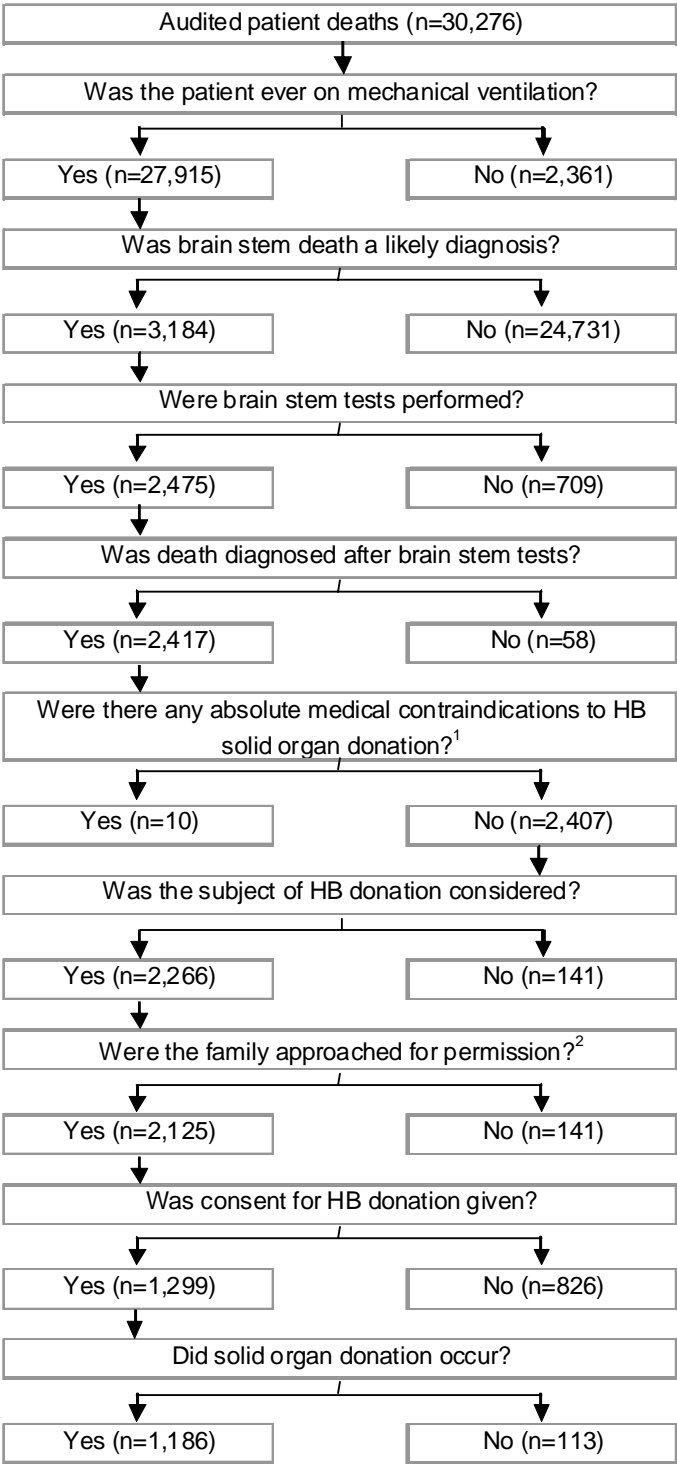 Audited patient deaths (n=30,276)
Was the patient ever on mechanical ventilation?
Yes (n=27,915)
No (n=2,361)
Was brain stem death a likely diagnosis?
Yes (n=3,184)
No (n=24,731)
Were brain stem tests performed?
Yes (n=2,475)
No (n=709)
Was death diagnosed after brain stem tests?
Yes (n=2,417)
No (n=58)
Were there any absolute medical contraindications to HB
solid organ donation?1
Yes (n=10)
No (n=2,407)
Was the subject of HB donation considered?
Yes (n=2,266)
No (n=141)
Were the family approached for permission?2
Yes (n=2,125)
No (n=141)
Was consent for HB donation given?
Yes (n=1,299)
No (n=826)
Did solid organ donation occur?
Yes (n=1,186)
No (n=113)